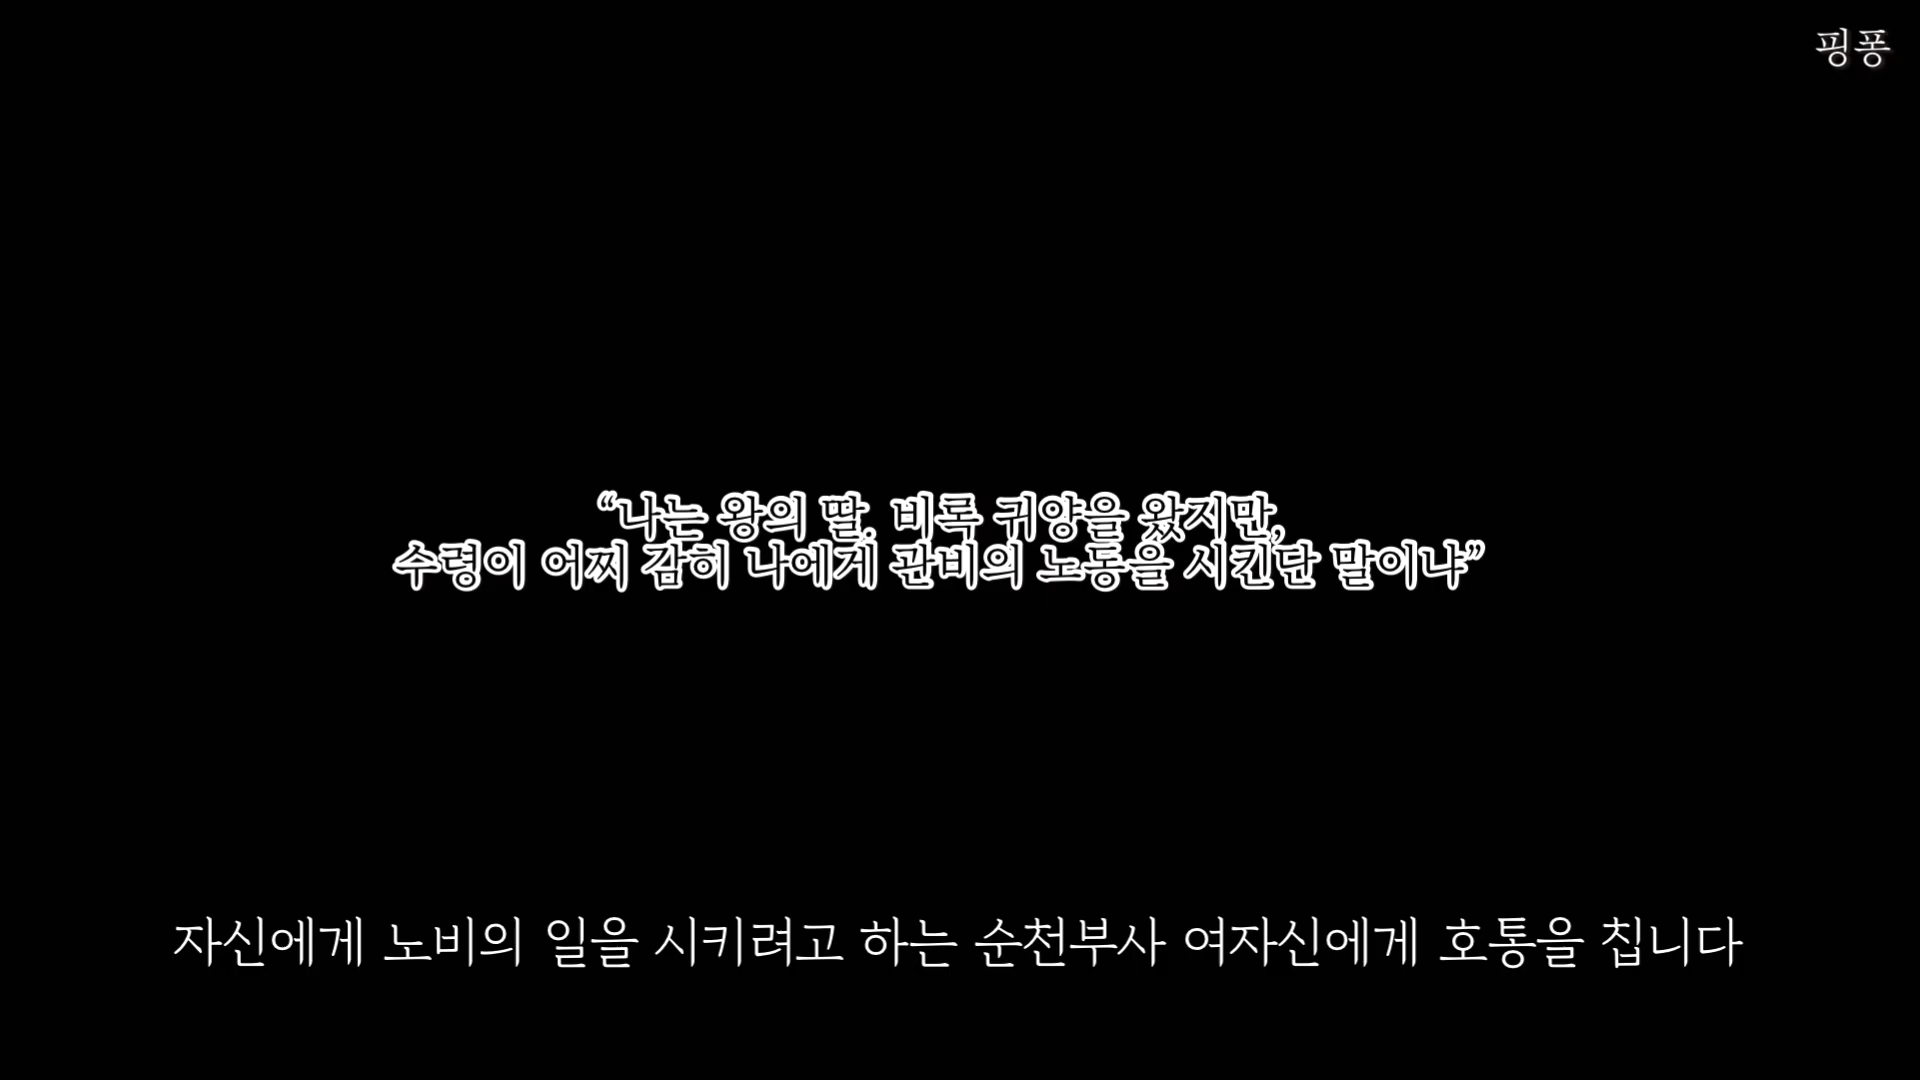 핑퐁
“나는 왕의 딸. 비록 귀양을 왔지만,
수령이 어찌 감히 나에게 관비의 노동을 시킨단 말이냐”
자신에게 노비의 일을 시키려고 하는 순천부사 여자신에게 호통을 칩니다